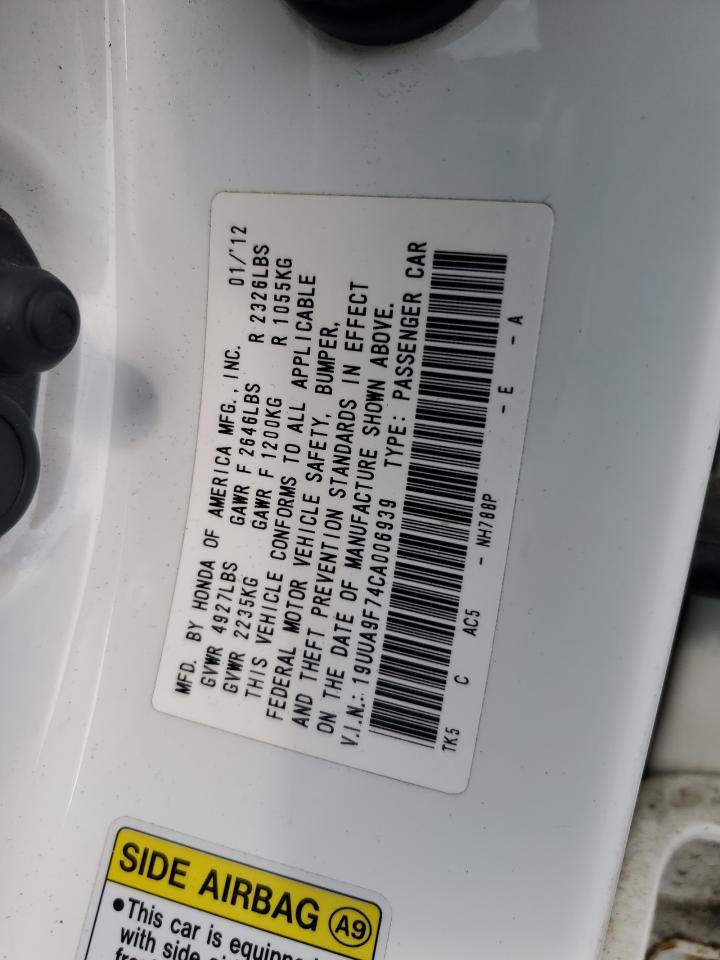 MFD. BY HONDA OF AMERICA MFG., INC. 01/'12
GVWR 4927LBS GAWR F 2646LBS R 2326LBS
GVWR 2235KG GAWR F 1200KG R 1055KG
THIS VEHICLE CONFORMS TO ALL APPLICABLE
FEDERAL MOTOR VEHICLE SAFETY, BUMPER,
AND THEFT PREVENTION STANDARDS IN EFFECT
ON THE DATE OF MANUFACTURE SHOWN ABOVE.
V.I.N.: 19UUA9F74CA006939 TYPE: PASSENGER CAR
TK5 C AC5 - NH788P - E - A
SIDE AIRBAG A9
•This car is equipped
with side